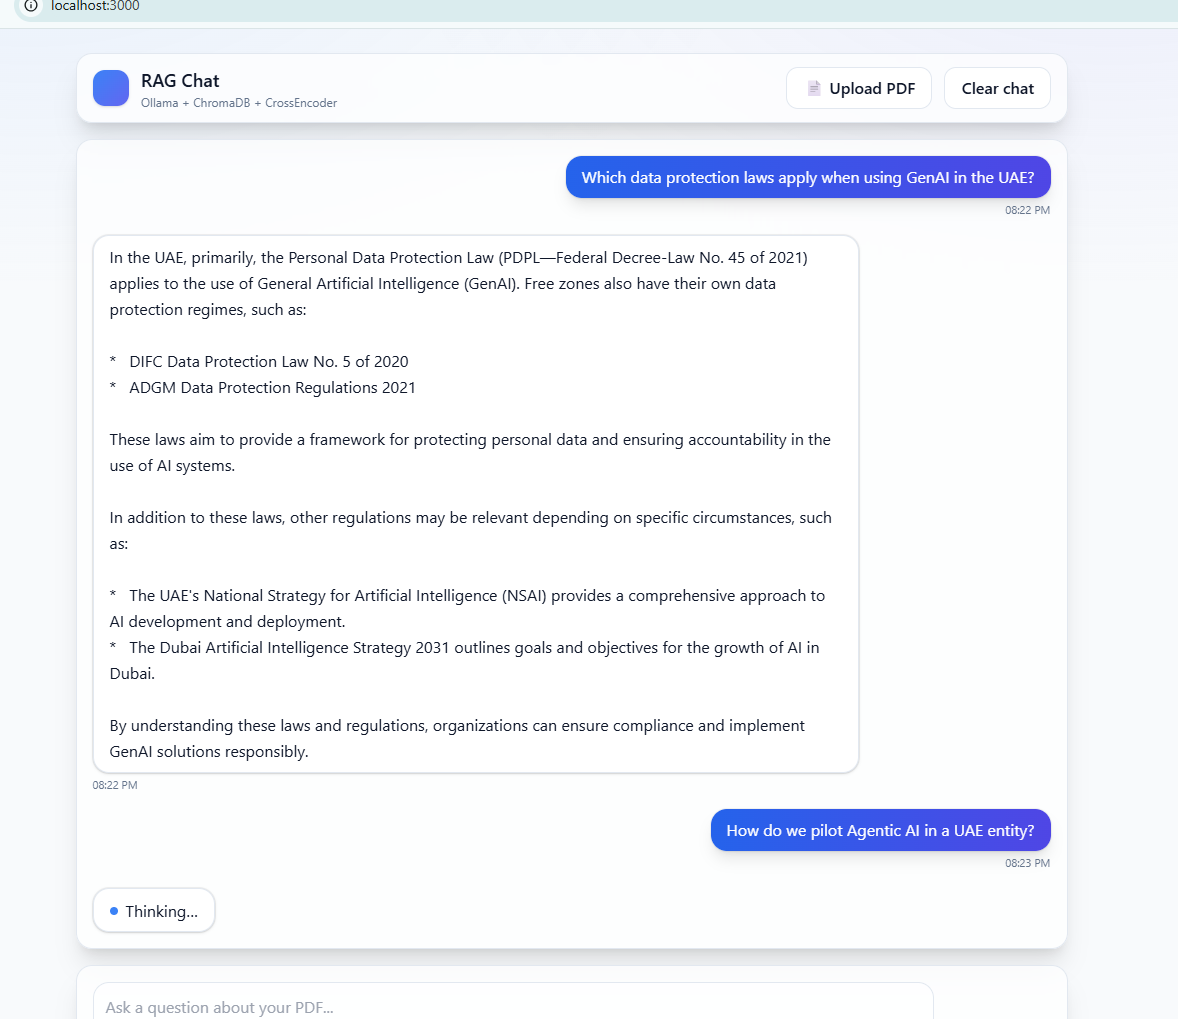 localhost:3000
RAG Chat
Ollama + ChromaDB + CrossEncoder
Upload PDF
Clear chat
Which data protection laws apply when using GenAI in the UAE?
08:22 PM
In the UAE, primarily, the Personal Data Protection Law (PDPL—Federal Decree-Law No. 45 of 2021)
applies to the use of General Artificial Intelligence (GenAI). Free zones also have their own data
protection regimes, such as:
* DIFC Data Protection Law No. 5 of 2020
* ADGM Data Protection Regulations 2021
These laws aim to provide a framework for protecting personal data and ensuring accountability in the
use of AI systems.
In addition to these laws, other regulations may be relevant depending on specific circumstances, such
as:
* The UAE's National Strategy for Artificial Intelligence (NSAI) provides a comprehensive approach to
AI development and deployment.
* The Dubai Artificial Intelligence Strategy 2031 outlines goals and objectives for the growth of AI in
Dubai.
By understanding these laws and regulations, organizations can ensure compliance and implement
GenAI solutions responsibly.
08:22 PM
How do we pilot Agentic AI in a UAE entity?
08:23 PM
Thinking...
Ask a question about your PDF...